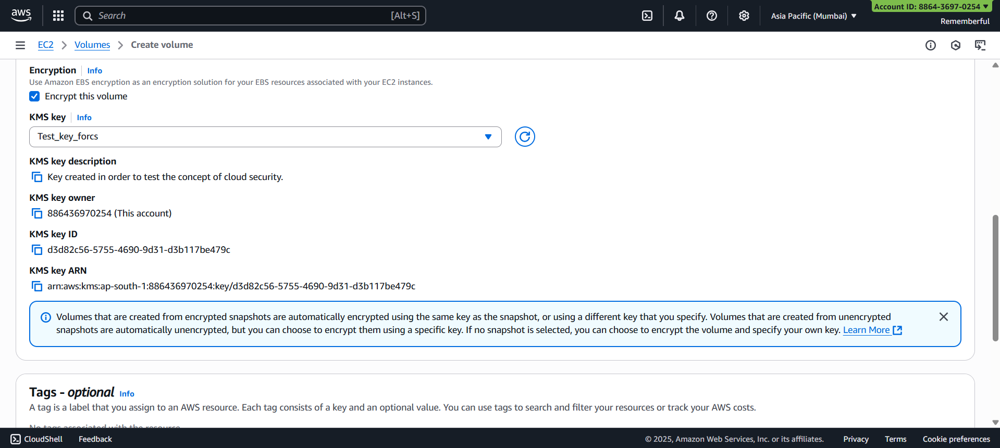 aws
Search
[Alt+S]
Asia Pacific (Mumbai)
Account ID: 8864-3697-0254
Rememberful
EC2
Volumes
Create volume
Encryption
Info
Use Amazon EBS encryption as an encryption solution for your EBS resources associated with your EC2 instances.
Encrypt this volume
KMS key
Info
Test_key_forcs
KMS key description
Key created in order to test the concept of cloud security.
KMS key owner
886436970254 (This account)
KMS key ID
d3d82c56-5755-4690-9d31-d3b117be479c
KMS key ARN
arn:aws:kms:ap-south-1:886436970254:key/d3d82c56-5755-4690-9d31-d3b117be479c
Volumes that are created from encrypted snapshots are automatically encrypted using the same key as the snapshot, or using a different key that you specify. Volumes that are created from unencrypted
snapshots are automatically unencrypted, but you can choose to encrypt them using a specific key. If no snapshot is selected, you can choose to encrypt the volume and specify your own key. Learn More
Tags - optional
Info
A tag is a label that you assign to an AWS resource. Each tag consists of a key and an optional value. You can use tags to search and filter your resources or track your AWS costs.
No tags associated with the resource
CloudShell
Feedback
© 2025, Amazon Web Services, Inc. or its affiliates.
Privacy
Terms
Cookie preferences